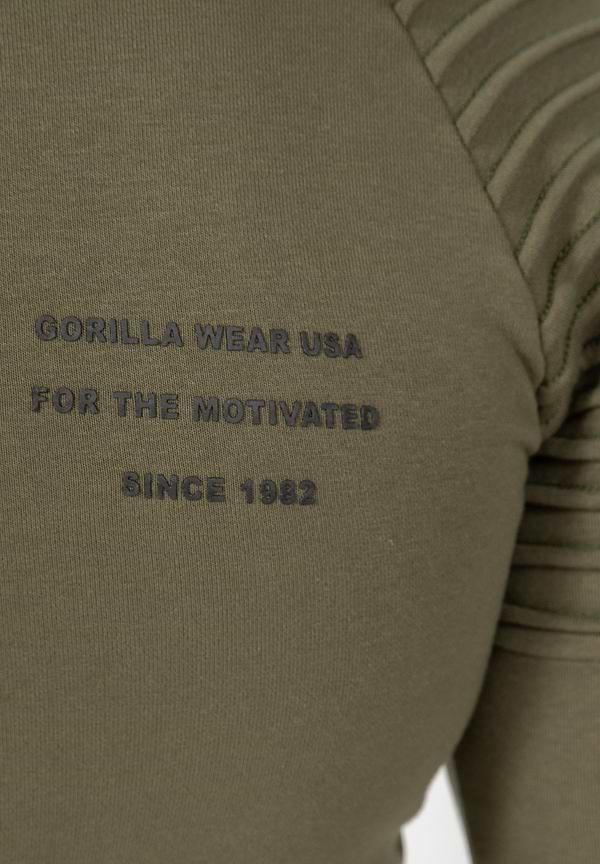 GORILLA WEAR USA
FOR THE MOTIVATED
SINCE 1982